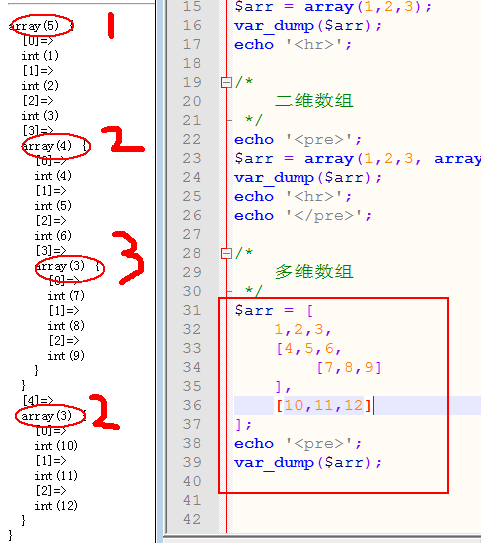 array(5) {
1
[0]=>
int(1)
[1]=>
int(2)
[2]=>
int(3)
[3]=>
array(4) {
2
[0]=>
int(4)
[1]=>
int(5)
[2]=>
int(6)
[3]=>
array(3) {
3
[0]=>
int(7)
[1]=>
int(8)
[2]=>
int(9)
}
}
[4]=>
array(3) {
2
[0]=>
int(10)
[1]=>
int(11)
[2]=>
int(12)
}
}
15 $arr = array(1,2,3);
16 var_dump($arr);
17 echo '<hr>';
18
19 /*
20 二维数组
21 */
22 echo '<pre>';
23 $arr = array(1,2,3, array
24 var_dump($arr);
25 echo '<hr>';
26 echo '</pre>';
27
28 /*
29 多维数组
30 */
31 $arr = [
32 1,2,3,
33 [4,5,6,
34 [7,8,9]
35 ],
36 [10,11,12]
37 ];
38 echo '<pre>';
39 var_dump($arr);
40
41
42